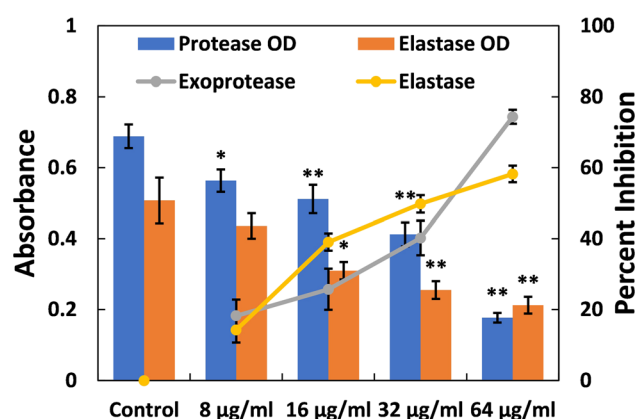 Protease OD
Elastase OD
Exoprotease
Elastase
Absorbance
1
0.8
0.6
0.4
0.2
0
Percent Inhibition
100
80
60
40
20
0
*
**
*
**
**
**
**
Control
8 µg/ml
16 µg/ml
32 µg/ml
64 µg/ml